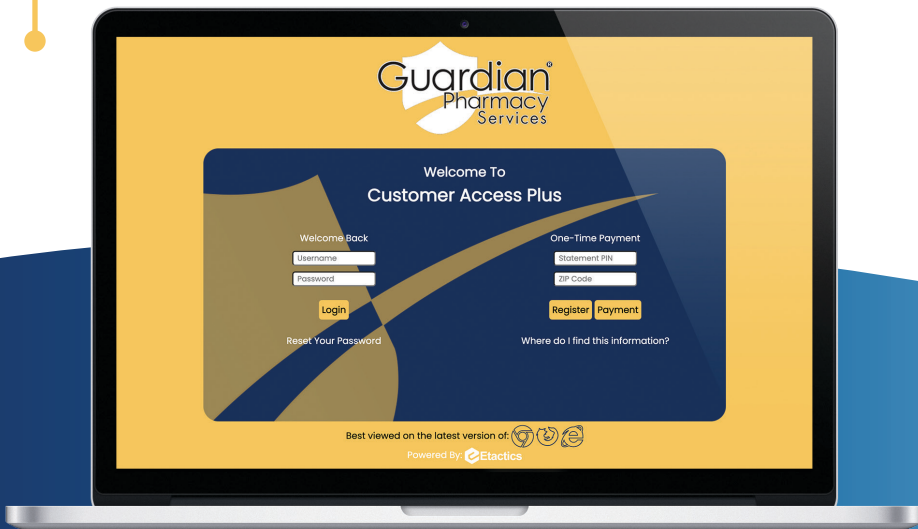 Guardian®
Pharmacy
Services
Welcome To
Customer Access Plus
Welcome Back
Username
Password
Login
Reset Your Password
One-Time Payment
Statement PIN
ZIP Code
Register Payment
Where do I find this information?
Best viewed on the latest version of:
Powered By: Etactics